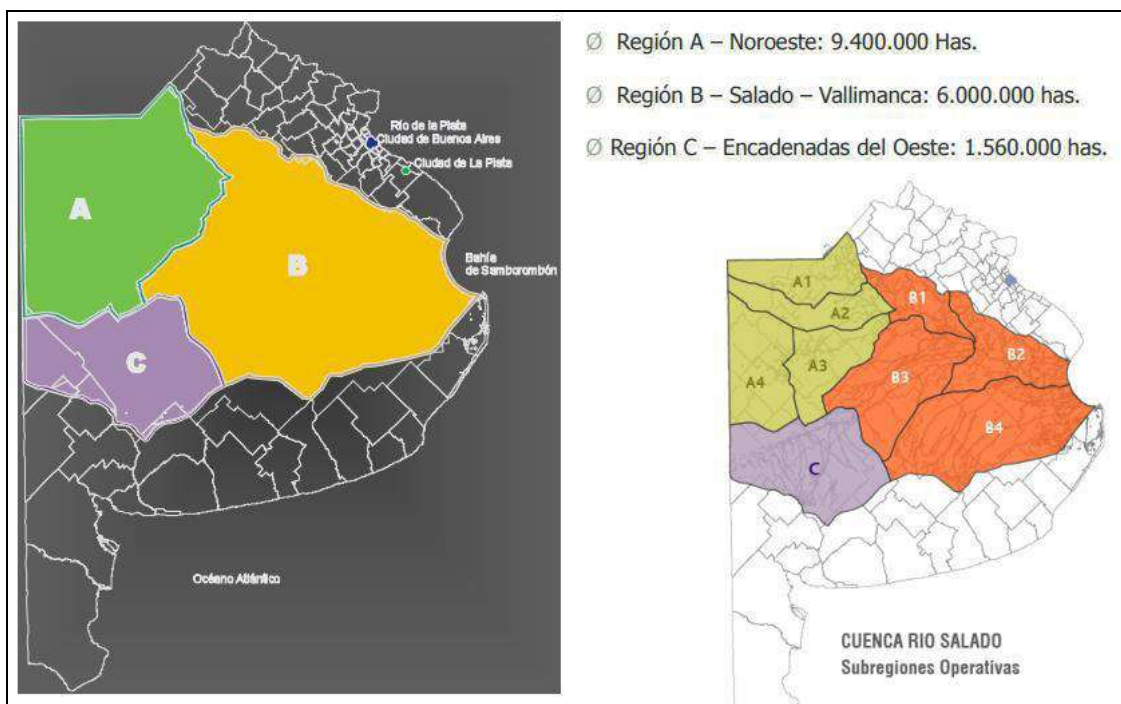 Río de la Plata
Ciudad de Buenos Aires
Ciudad de La Plata
A
B
Bahía
de Samborombón
C
Océano Atlántico
Ø Región A – Noroeste: 9.400.000 Has.
Ø Región B – Salado – Vallimanca: 6.000.000 has.
Ø Región C – Encadenadas del Oeste: 1.560.000 has.
A1
B1
A2
B2
A3
B3
A4
B4
C
CUENCA RIO SALADO
Subregiones Operativas